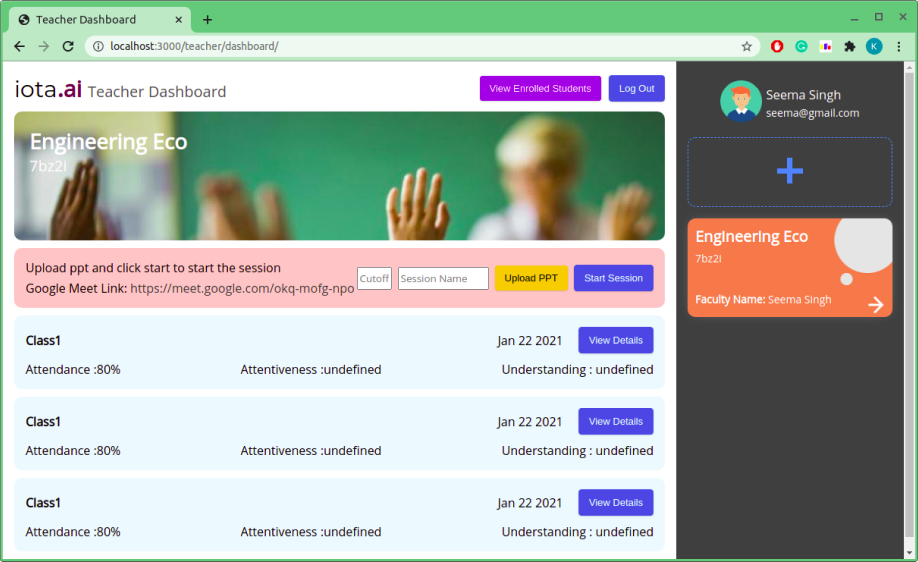 Teacher Dashboard
localhost:3000/teacher/dashboard/
K
iota.ai Teacher Dashboard
View Enrolled Students
Log Out
Engineering Eco
7bz2i
Upload ppt and click start to start the session
Google Meet Link: https://meet.google.com/okq-mofg-npo
Cutoff
Session Name
Upload PPT
Start Session
Class1
Jan 22 2021
View Details
Attendance :80%
Attentiveness :undefined
Understanding : undefined
Class1
Jan 22 2021
View Details
Attendance :80%
Attentiveness :undefined
Understanding : undefined
Class1
Jan 22 2021
View Details
Attendance :80%
Attentiveness :undefined
Understanding : undefined
Seema Singh
seema@gmail.com
Engineering Eco
7bz2i
Faculty Name: Seema Singh